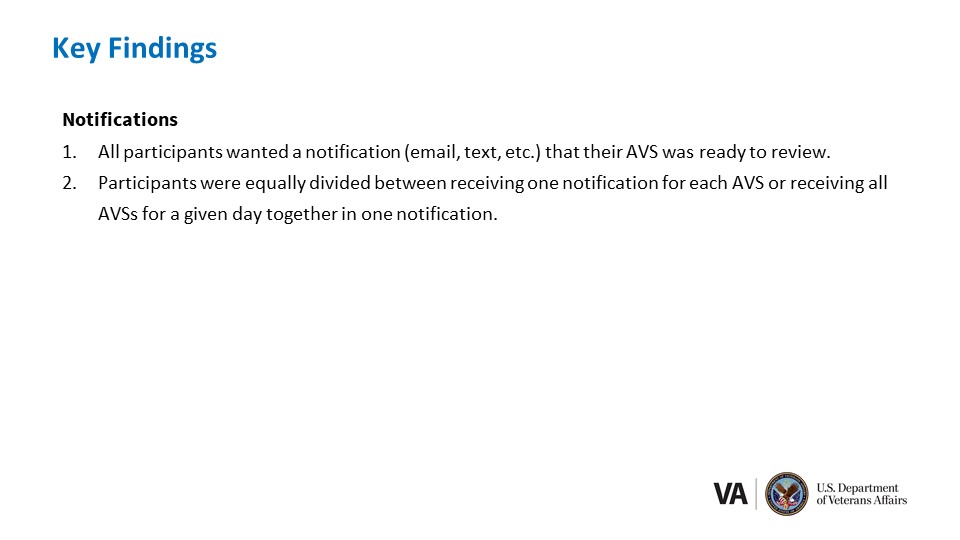 Key Findings
Notifications
1. All participants wanted a notification (email, text, etc.) that their AVS was ready to review.
2. Participants were equally divided between receiving one notification for each AVS or receiving all
AVSs for a given day together in one notification.
VA
U.S. Department
of Veterans Affairs